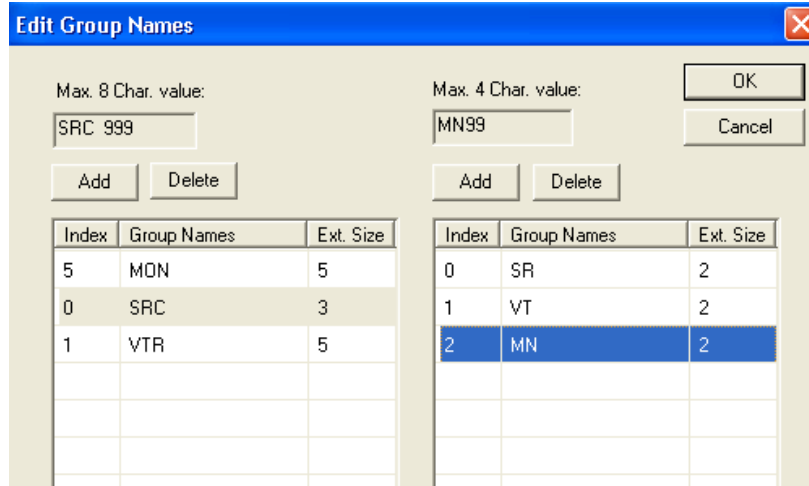 Edit Group Names
Max. 8 Char. value:
SRC  999
Add Delete
Index Group Names Ext. Size
5 MON 5
0 SRC 3
1 VTR 5
Max. 4 Char. value:
MN99
Add Delete
Index Group Names Ext. Size
0 SR 2
1 VT 2
2 MN 2
OK
Cancel